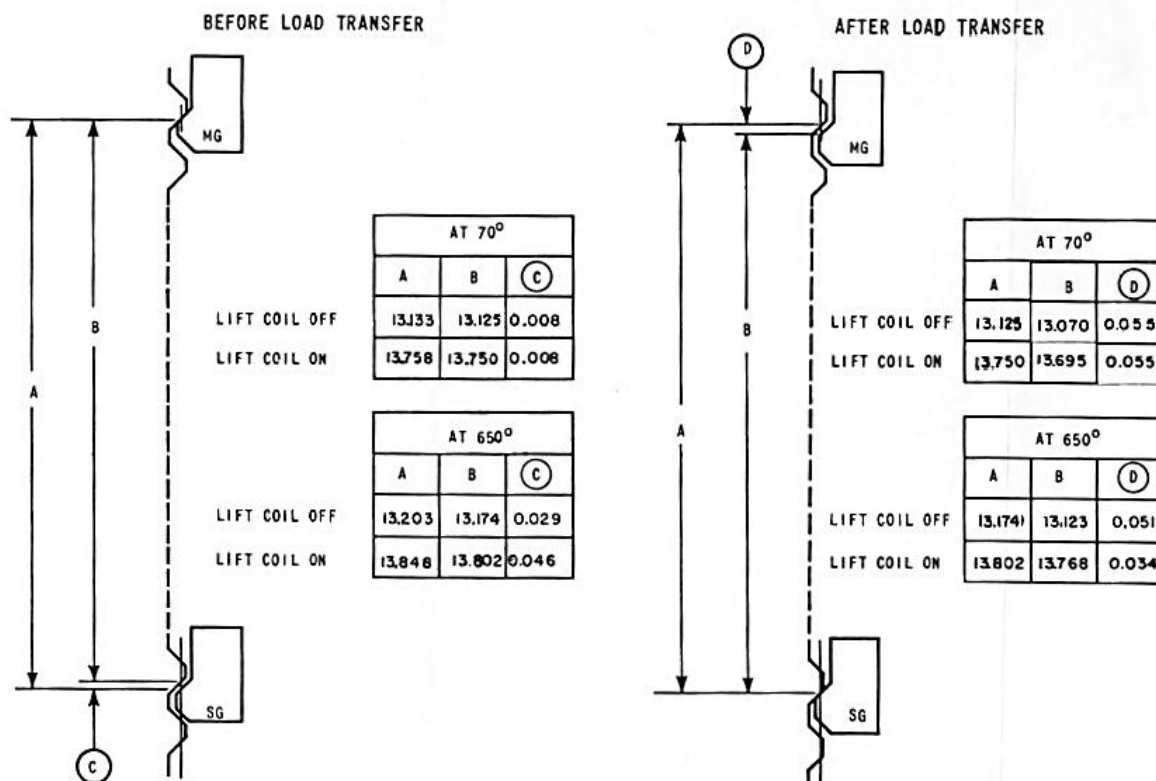 BEFORE LOAD TRANSFER
MG
A
B
AT 70°
A B C
LIFT COIL OFF 13.133 13.125 0.008
LIFT COIL ON 13.758 13.750 0.008
AT 650°
A B C
LIFT COIL OFF 13.203 13.174 0.029
LIFT COIL ON 13.848 13.802 0.046
SG
C
AFTER LOAD TRANSFER
D
MG
A
B
AT 70°
A B D
LIFT COIL OFF 13.125 13.070 0.055
LIFT COIL ON 13.750 13.695 0.055
AT 650°
A B D
LIFT COIL OFF 13.174 13.123 0.051
LIFT COIL ON 13.802 13.768 0.034
SG